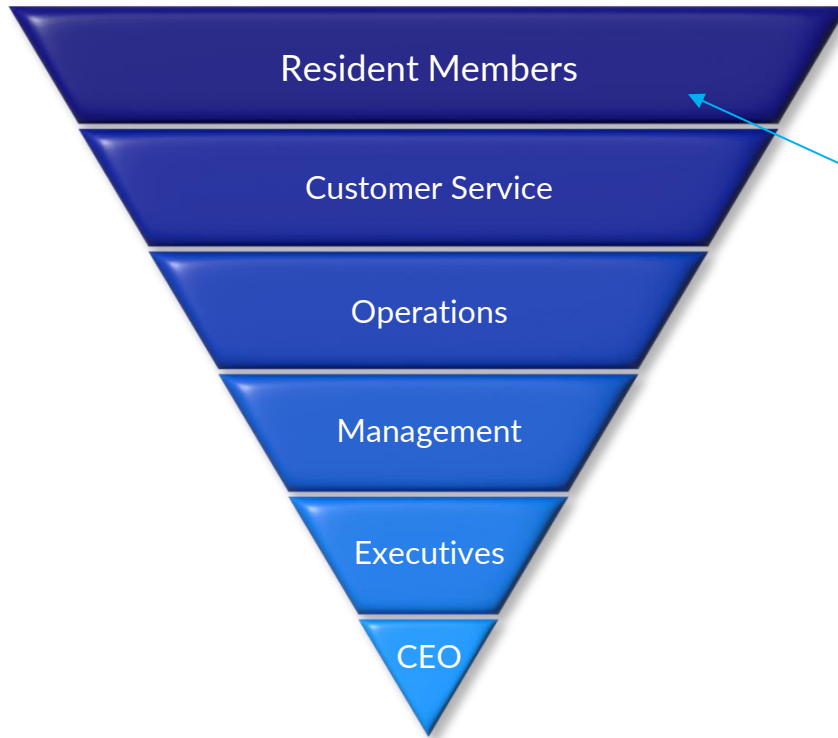 Resident Members
Customer Service
Operations
Management
Executives
CEO